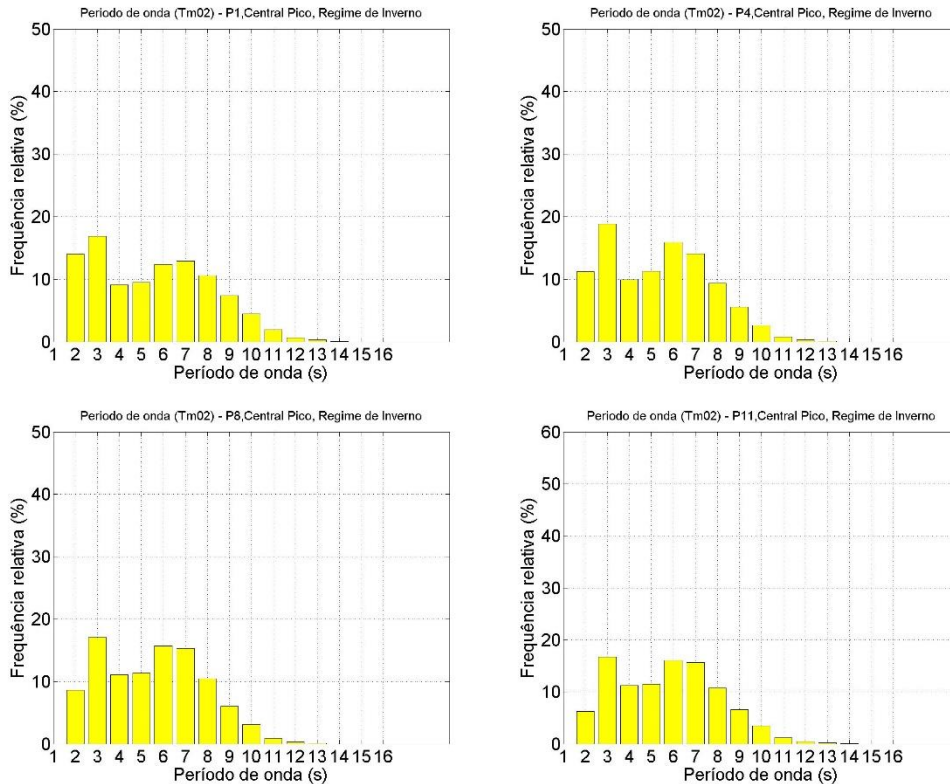 Periodo de onda (Tm02) - P1,Central Pico, Regime de Inverno
50
40
30
20
10
0
Frequência relativa (%)
1 2 3 4 5 6 7 8 9 10 11 12 13 14 15 16
Período de onda (s)
Periodo de onda (Tm02) - P4,Central Pico, Regime de Inverno
50
40
30
20
10
0
Frequência relativa (%)
1 2 3 4 5 6 7 8 9 10 11 12 13 14 15 16
Período de onda (s)
Periodo de onda (Tm02) - P8,Central Pico, Regime de Inverno
50
40
30
20
10
0
Frequência relativa (%)
1 2 3 4 5 6 7 8 9 10 11 12 13 14 15 16
Período de onda (s)
Periodo de onda (Tm02) - P11,Central Pico, Regime de Inverno
60
50
40
30
20
10
0
Frequência relativa (%)
1 2 3 4 5 6 7 8 9 10 11 12 13 14 15 16
Período de onda (s)